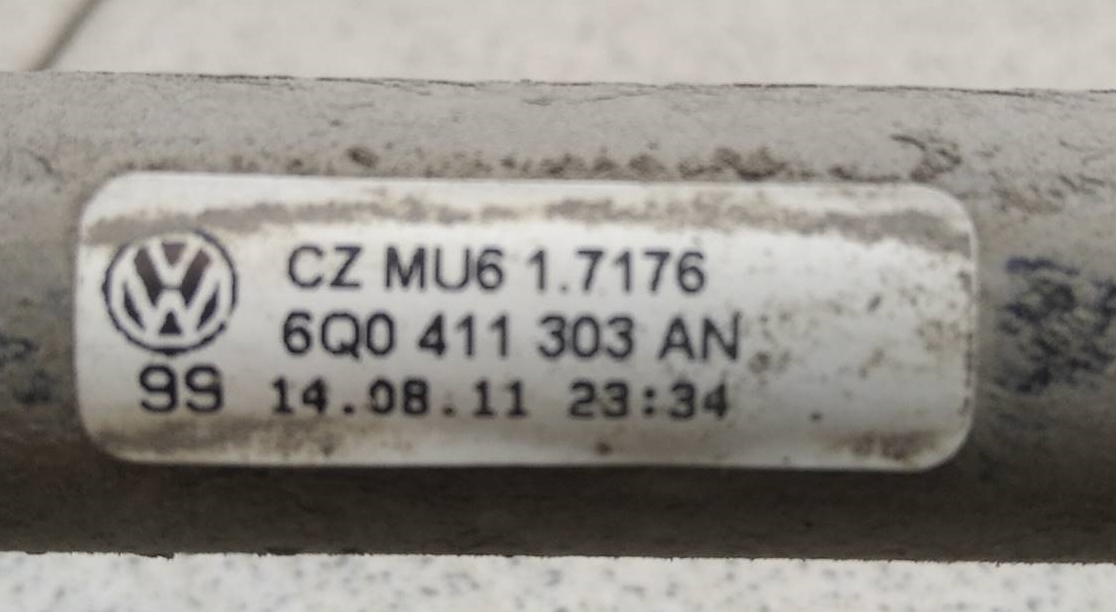 CZ MU6 1.7176
6Q0 411 303 AN
99 14.08.11 23:34